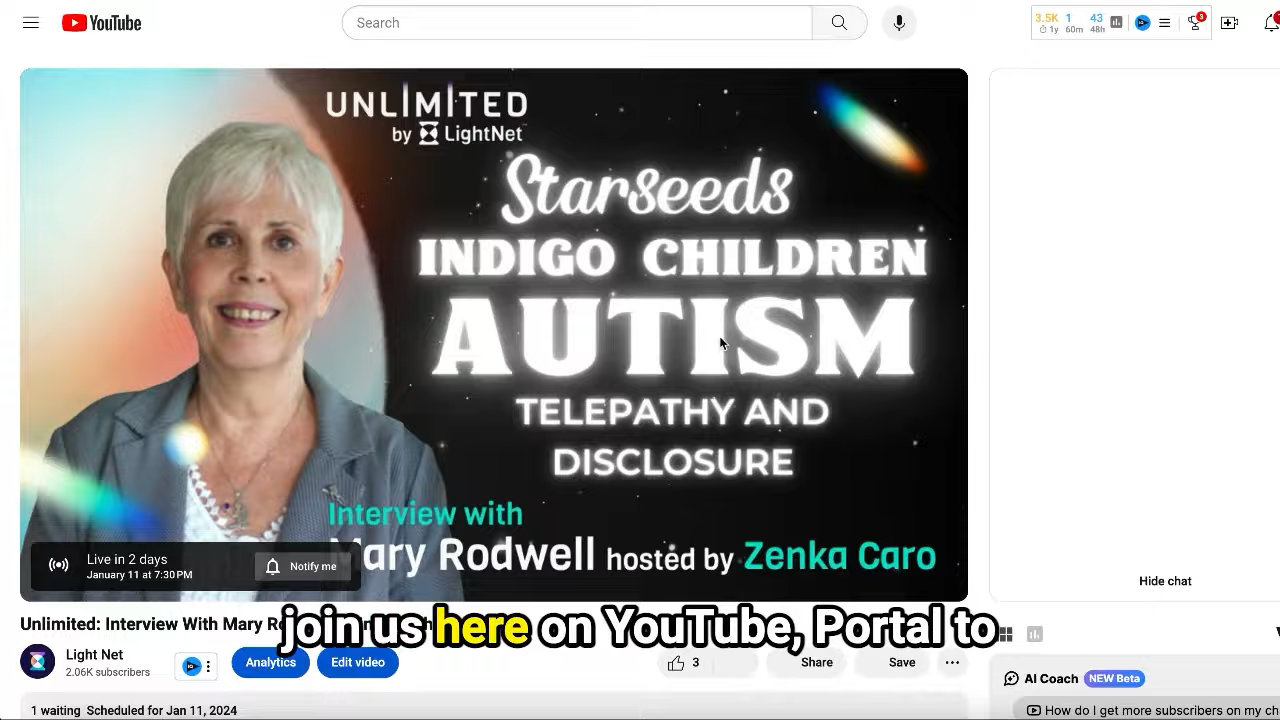 YouTube
Search
3.5K 1 43
1y 60m 48h
3
UNLIMITED
by LightNet
Starseeds
INDIGO CHILDREN
AUTISM
TELEPATHY AND
DISCLOSURE
Interview with
Mary Rodwell hosted by Zenka Caro
Live in 2 days
January 11 at 7:30 PM
Notify me
Hide chat
Unlimited: Interview With Mary
join us here on YouTube, Portal to
Light Net
2.06K subscribers
Analytics
Edit video
3
Share
Save
1 waiting Scheduled for Jan 11, 2024
AI Coach NEW Beta
How do I get more subscribers on my ch